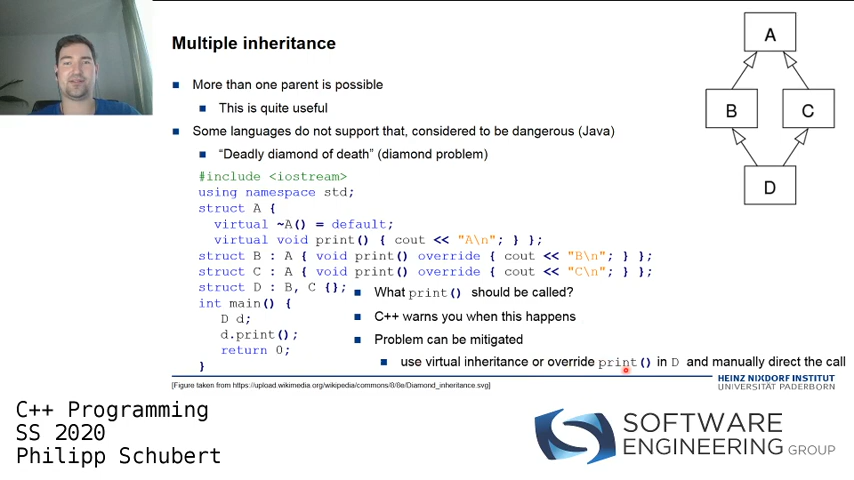 Multiple inheritance
More than one parent is possible
This is quite useful
Some languages do not support that, considered to be dangerous (Java)
“Deadly diamond of death” (diamond problem)
#include <iostream>
using namespace std;
struct A {
virtual ~A() = default;
virtual void print() { cout << "A\n"; } };
struct B : A { void print() override { cout << "B\n"; } };
struct C : A { void print() override { cout << "C\n"; } };
struct D : B, C {};
int main() {
D d;
d.print();
return 0;
}
What print() should be called?
C++ warns you when this happens
Problem can be mitigated
use virtual inheritance or override print() in D and manually direct the call
A
B
C
D
[Figure taken from https://upload.wikimedia.org/wikipedia/commons/8/8e/Diamond_inheritance.svg]
HEINZ NIXDORF INSTITUT
UNIVERSITÄT PADERBORN
C++ Programming
SS 2020
Philipp Schubert
SOFTWARE
ENGINEERING GROUP